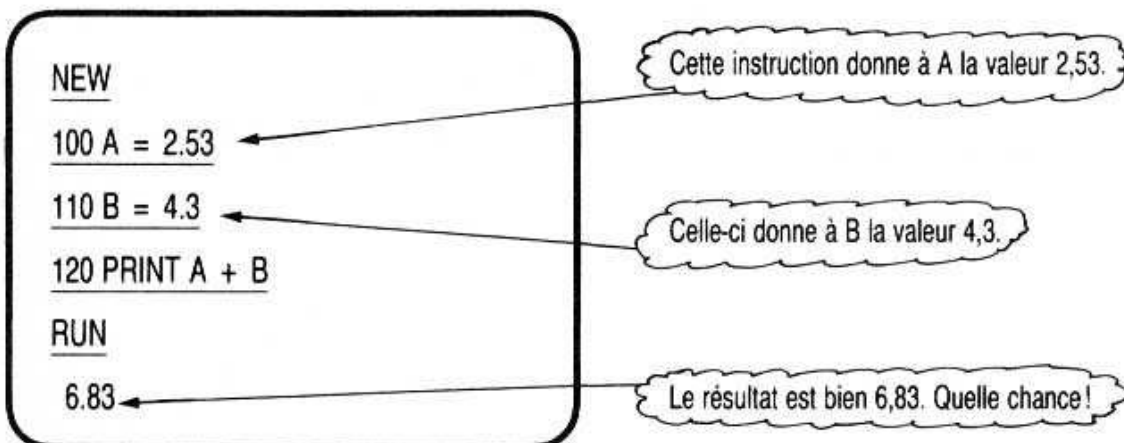 NEW
100 A = 2.53
110 B = 4.3
120 PRINT A + B
RUN
6.83
Cette instruction donne à A la valeur 2,53.
Celle-ci donne à B la valeur 4,3.
Le résultat est bien 6,83. Quelle chance!